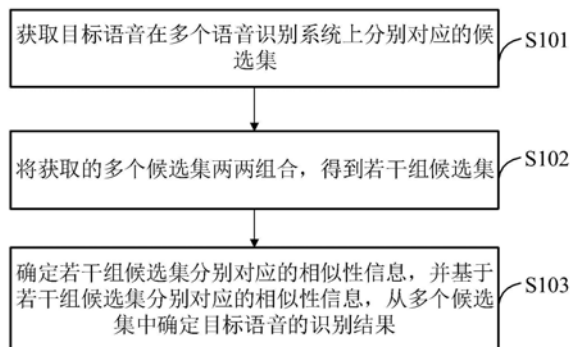 获取目标语音在多个语音识别系统上分别对应的候
选集
S101
将获取的多个候选集两两组合，得到若干组候选集
S102
确定若干组候选集分别对应的相似性信息，并基于
若干组候选集分别对应的相似性信息，从多个候选
集中确定目标语音的识别结果
S103